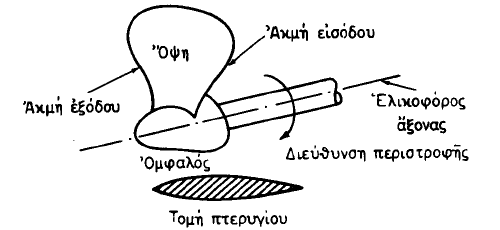 Ὄψη
Ἀκμή εἰσόδου
Ἀκμή ἐξόδου
Ἑλικοφόρος
ἄξονας
Ὀμφαλός
Διεύθυνση περιστροφῆς
Τομή πτερυγίου